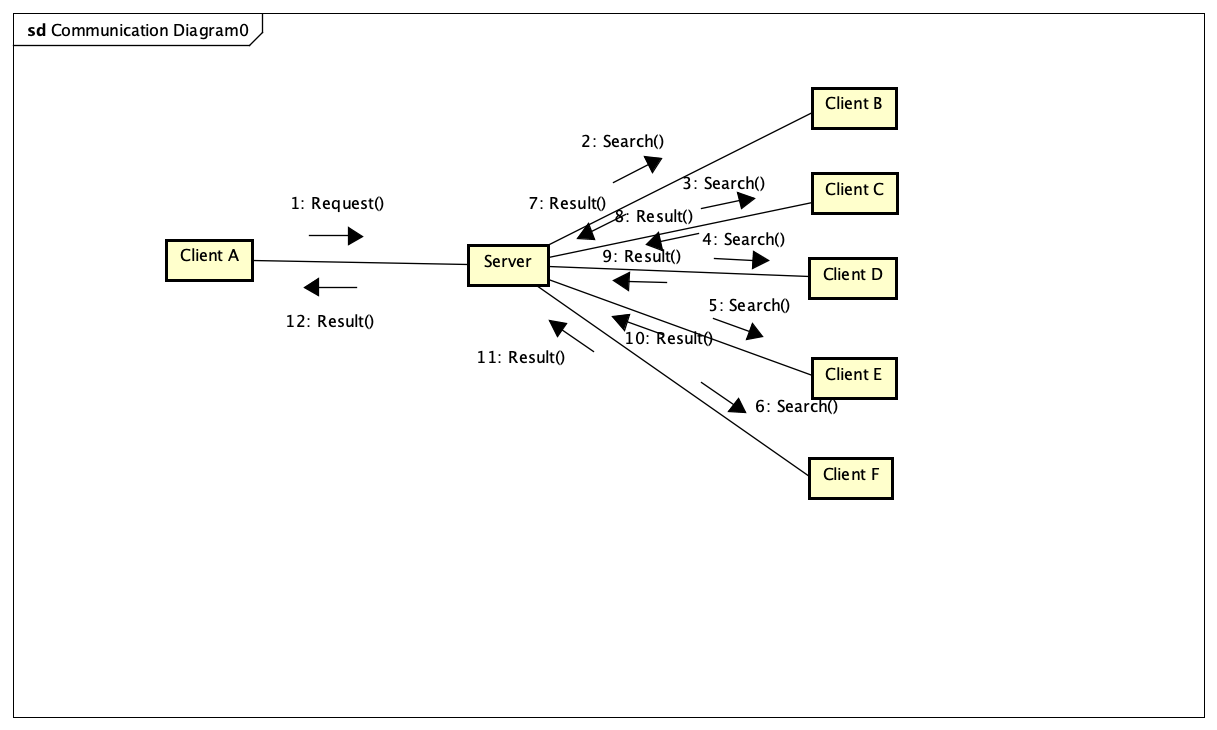 sd Communication Diagram0
Client B
2: Search()
3: Search()
Client C
1: Request()
7: Result()
8: Result()
4: Search()
Client A
Server
9: Result()
Client D
5: Search()
12: Result()
10: Result()
11: Result()
Client E
6: Search()
Client F